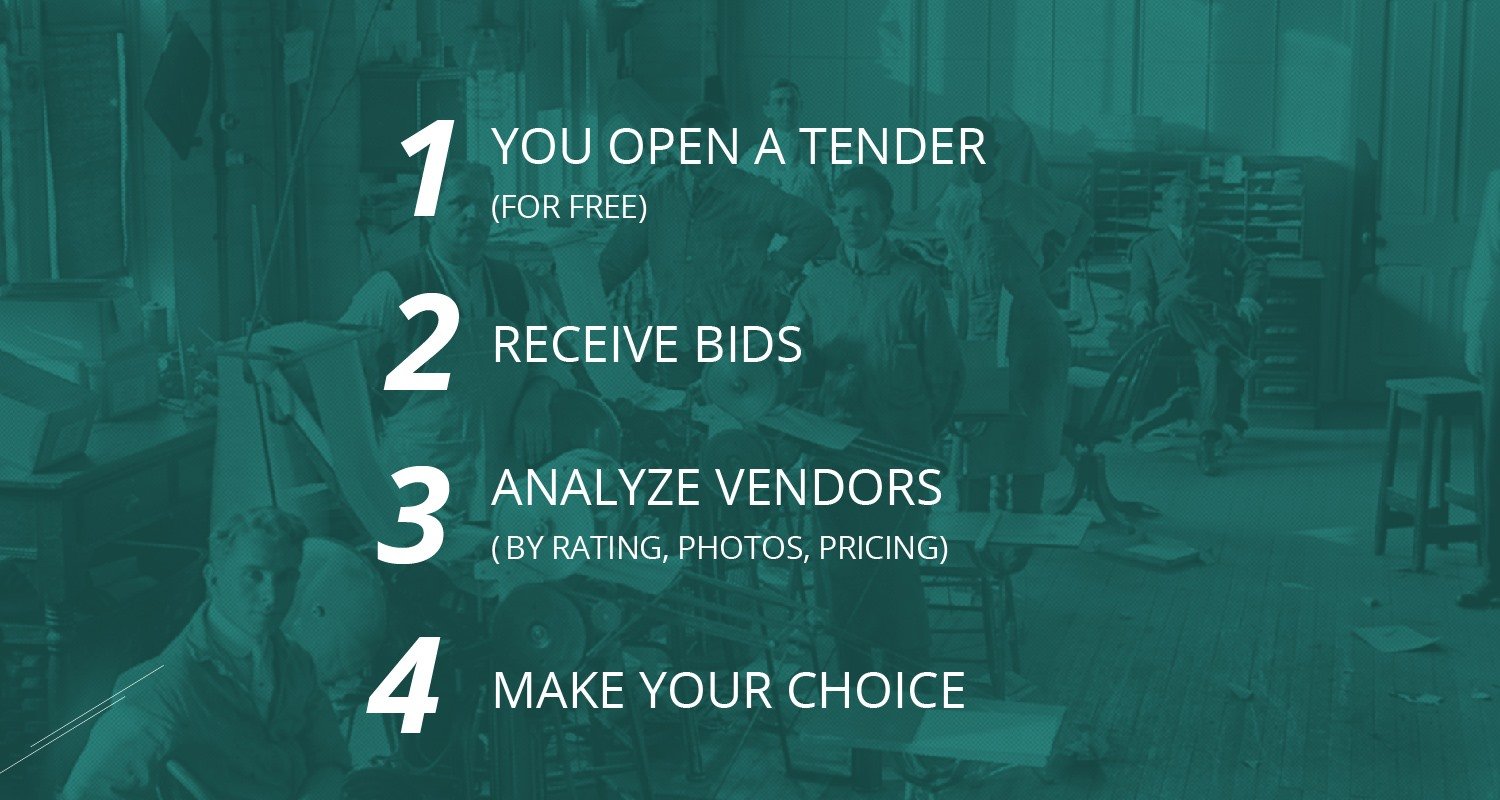 1 YOU OPEN A TENDER
(FOR FREE)
2 RECEIVE BIDS
3 ANALYZE VENDORS
( BY RATING, PHOTOS, PRICING)
4 MAKE YOUR CHOICE